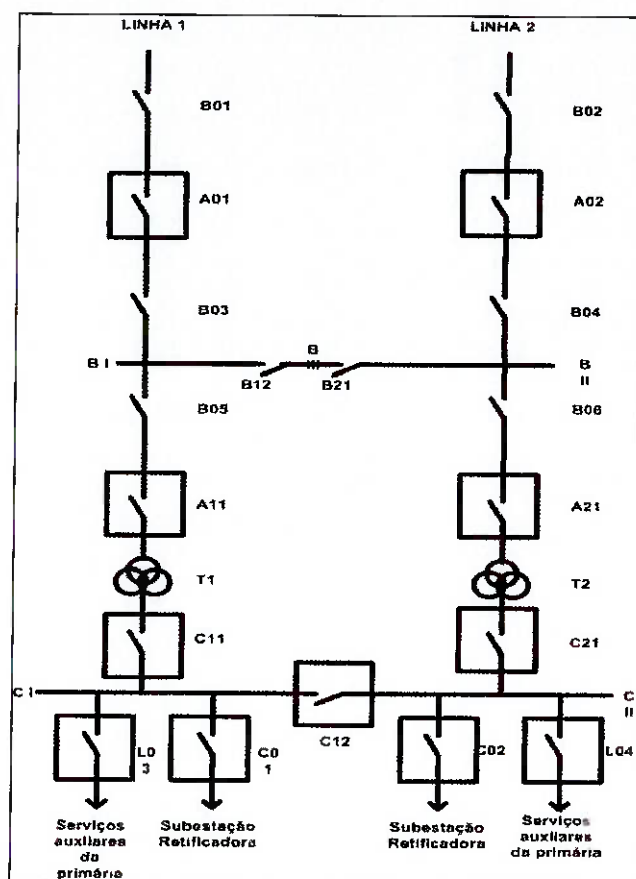 LINHA 1
LINHA 2
B01
B02
A01
A02
B03
B04
B I
B
B12
B21
B
II
B05
B06
A11
A21
T1
T2
C11
C21
C I
C12
C
II
L0
3
C0
1
C02
L04
Serviços
auxliares
da
primária
Subestação
Retificadora
Subestação
Retificadora
Serviços
auxliares
da primária